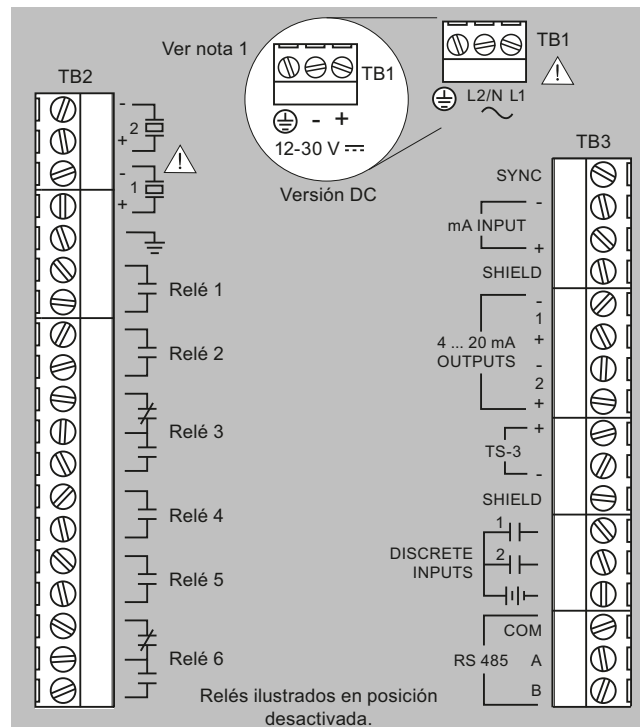 Ver nota 1
TB1
- +
12-30 V
Versión DC
TB1
L2/N L1
TB2
-
2
+
-
1
+
Relé 1
Relé 2
Relé 3
Relé 4
Relé 5
Relé 6
TB3
SYNC
-
mA INPUT
+
SHIELD
-
1
+
4 ... 20 mA
OUTPUTS
-
2
+
+
TS-3
-
SHIELD
1
DISCRETE
INPUTS
2
COM
RS 485 A
B
Relés ilustrados en posición
desactivada.